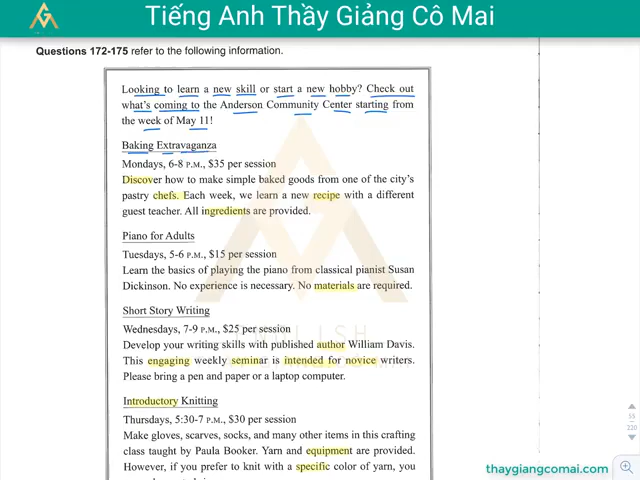 Tiếng Anh Thầy Giảng Cô Mai
Questions 172-175 refer to the following information.
Looking to learn a new skill or start a new hobby? Check out
what's coming to the Anderson Community Center starting from
the week of May 11!
Baking Extravaganza
Mondays, 6-8 P.M., $35 per session
Discover how to make simple baked goods from one of the city's
pastry chefs. Each week, we learn a new recipe with a different
guest teacher. All ingredients are provided.
Piano for Adults
Tuesdays, 5-6 P.M., $15 per session
Learn the basics of playing the piano from classical pianist Susan
Dickinson. No experience is necessary. No materials are required.
Short Story Writing
Wednesdays, 7-9 P.M., $25 per session
Develop your writing skills with published author William Davis.
This engaging weekly seminar is intended for novice writers.
Please bring a pen and paper or a laptop computer.
Introductory Knitting
Thursdays, 5:30-7 P.M., $30 per session
Make gloves, scarves, socks, and many other items in this crafting
class taught by Paula Booker. Yarn and equipment are provided.
However, if you prefer to knit with a specific color of yarn, you
55
220
thaygiangcomai.com